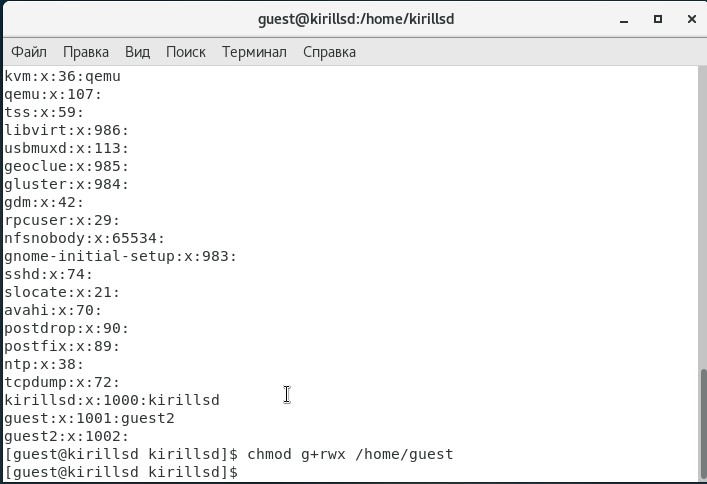 guest@kirillsd:/home/kirillsd
Файл Правка Вид Поиск Терминал Справка
kvm:x:36:qemu
qemu:x:107:
tss:x:59:
libvirt:x:986:
usbmuxd:x:113:
geoclue:x:985:
gluster:x:984:
gdm:x:42:
rpcuser:x:29:
nfsnobody:x:65534:
gnome-initial-setup:x:983:
sshd:x:74:
slocate:x:21:
avahi:x:70:
postdrop:x:90:
postfix:x:89:
ntp:x:38:
tcpdump:x:72:
kirillsd:x:1000:kirillsd
guest:x:1001:guest2
guest2:x:1002:
[guest@kirillsd kirillsd]$ chmod g+rwx /home/guest
[guest@kirillsd kirillsd]$